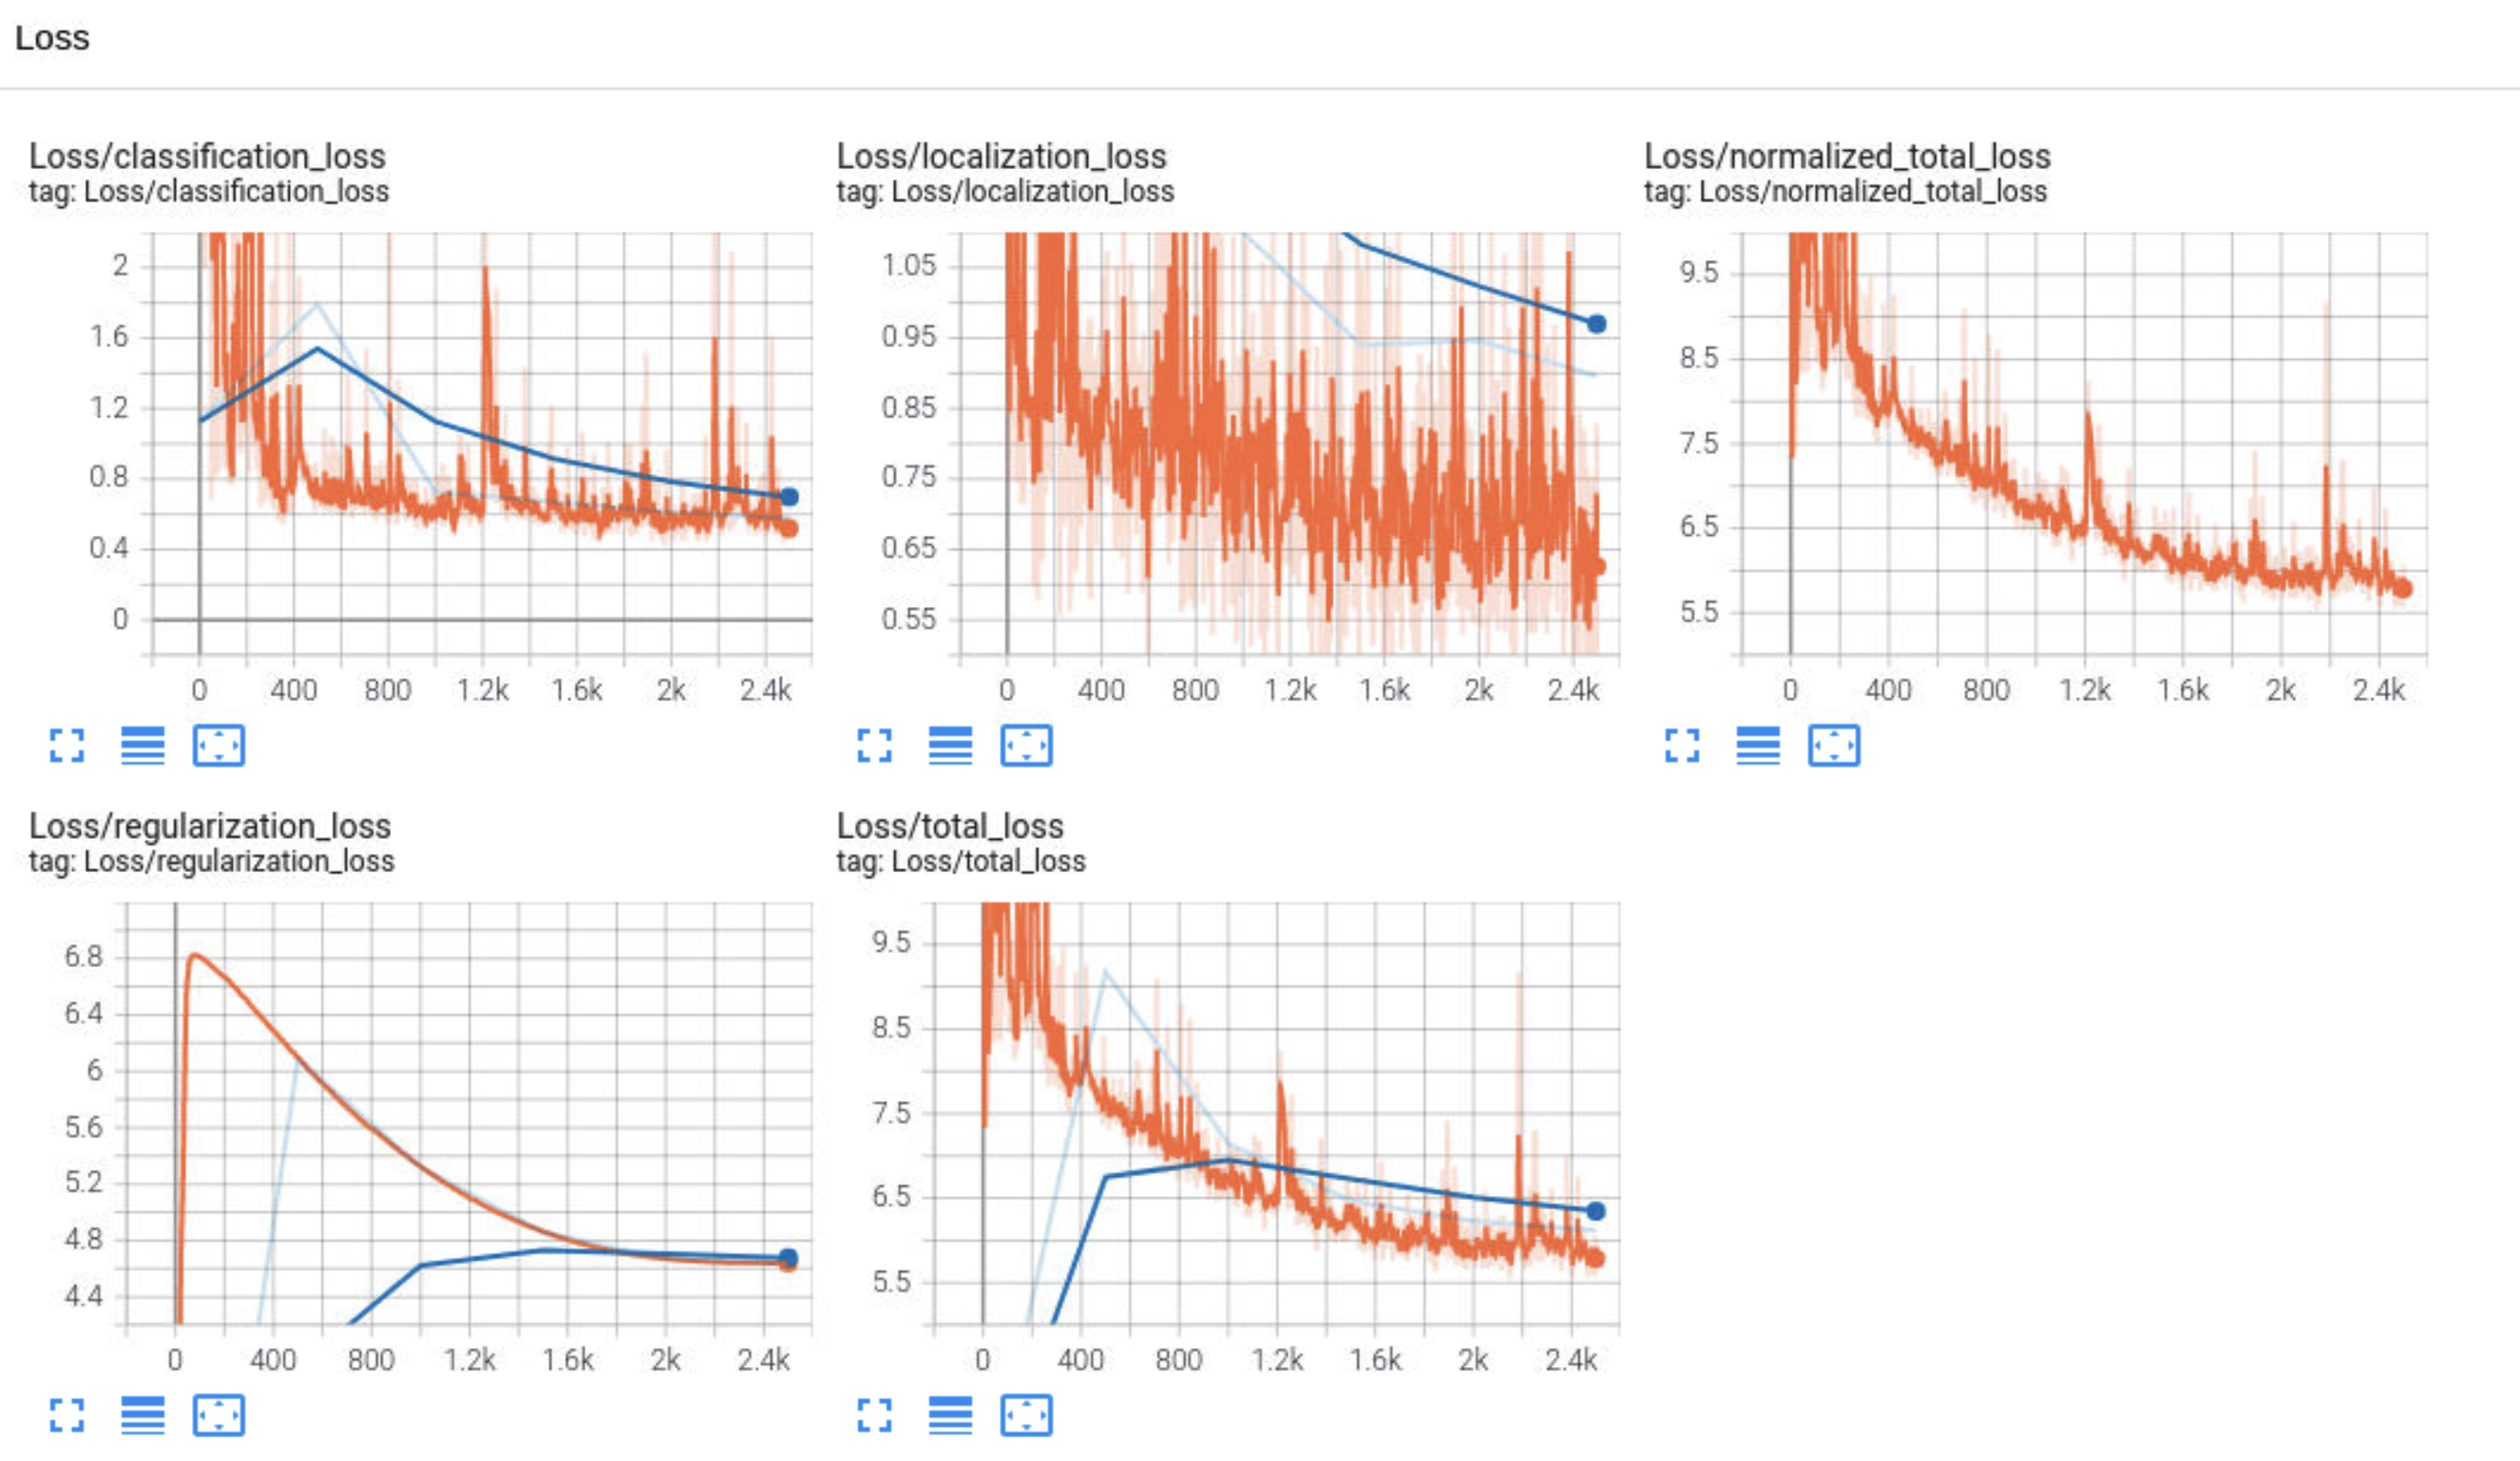 Loss
Loss/classification_loss
tag: Loss/classification_loss
2
1.6
1.2
0.8
0.4
0
0 400 800 1.2k 1.6k 2k 2.4k
Loss/localization_loss
tag: Loss/localization_loss
1.05
0.95
0.85
0.75
0.65
0.55
0 400 800 1.2k 1.6k 2k 2.4k
Loss/normalized_total_loss
tag: Loss/normalized_total_loss
9.5
8.5
7.5
6.5
5.5
0 400 800 1.2k 1.6k 2k 2.4k
Loss/regularization_loss
tag: Loss/regularization_loss
6.8
6.4
6
5.6
5.2
4.8
4.4
0 400 800 1.2k 1.6k 2k 2.4k
Loss/total_loss
tag: Loss/total_loss
9.5
8.5
7.5
6.5
5.5
0 400 800 1.2k 1.6k 2k 2.4k